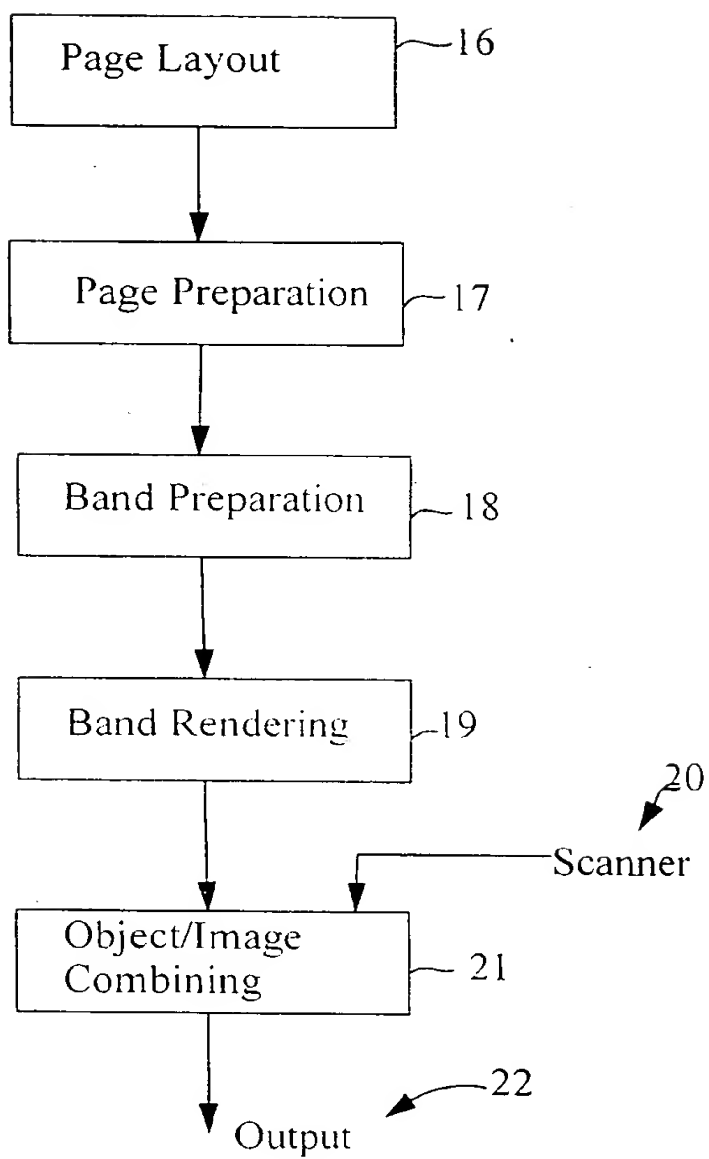 Page Layout
16
Page Preparation
17
Band Preparation
18
Band Rendering
19
20
Scanner
Object/Image
Combining
21
22
Output